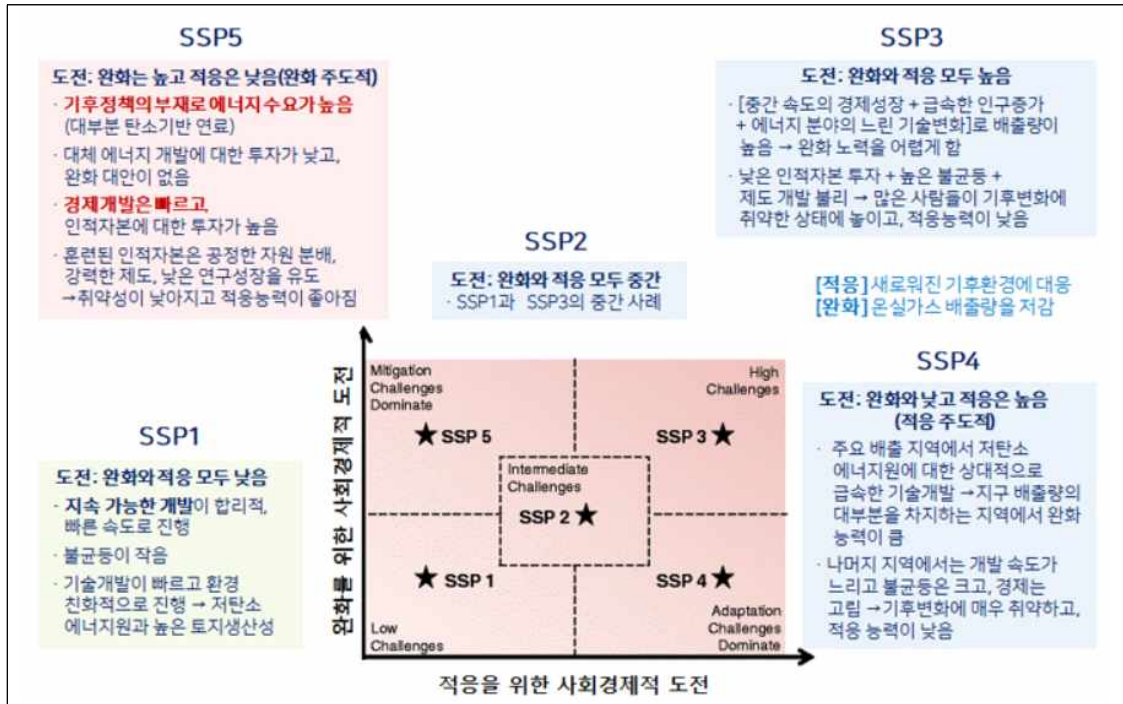 SSP5
도전: 완화는 높고 적응은 낮음(완화 주도적)
· 기후정책의 부재로 에너지 수요가 높음
(대부분 탄소기반 연료)
· 대체 에너지 개발에 대한 투자가 낮고,
완화 대안이 없음
· 경제개발은 빠르고,
인적자본에 대한 투자가 높음
· 훈련된 인적자본은 공정한 자원 분배,
강력한 제도, 낮은 연구성장을 유도
→취약성이 낮아지고 적응능력이 좋아짐
SSP3
도전: 완화와 적응 모두 높음
· [중간 속도의 경제성장 + 급속한 인구증가
+ 에너지 분야의 느린 기술변화]로 배출량이
높음 → 완화 노력을 어렵게 함
· 낮은 인적자본 투자 + 높은 불균등 +
제도 개발 불리 → 많은 사람들이 기후변화에
취약한 상태에 놓이고, 적응능력이 낮음
SSP2
도전: 완화와 적응 모두 중간
· SSP1과 SSP3의 중간 사례
[적응] 새로워진 기후환경에 대응
[완화] 온실가스 배출량을 저감
SSP1
도전: 완화와 적응 모두 낮음
· 지속 가능한 개발이 합리적,
빠른 속도로 진행
· 불균등이 작음
· 기술개발이 빠르고 환경
친화적으로 진행 → 저탄소
에너지원과 높은 토지생산성
SSP4
도전: 완화와 낮고 적응은 높음
(적응 주도적)
· 주요 배출 지역에서 저탄소
에너지원에 대한 상대적으로
급속한 기술개발 →지구 배출량의
대부분을 차지하는 지역에서 완화
능력이 큼
· 나머지 지역에서는 개발 속도가
느리고 불균등은 크고, 경제는
고립 →기후변화에 매우 취약하고,
적응 능력이 낮음
완화를 위한 사회경제적 도전
Mitigation
Challenges
Dominate
High
Challenges
★ SSP 5
SSP 3 ★
Intermediate
Challenges
SSP 2 ★
★ SSP 1
SSP 4 ★
Low
Challenges
Adaptation
Challenges
Dominate
적응을 위한 사회경제적 도전